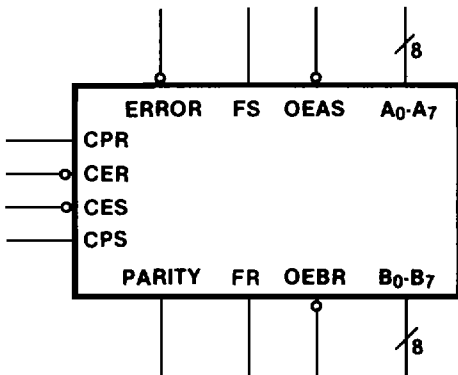 8
ERROR FS OEAS A0-A7
CPR
CER
CES
CPS
PARITY FR OEBR B0-B7
8